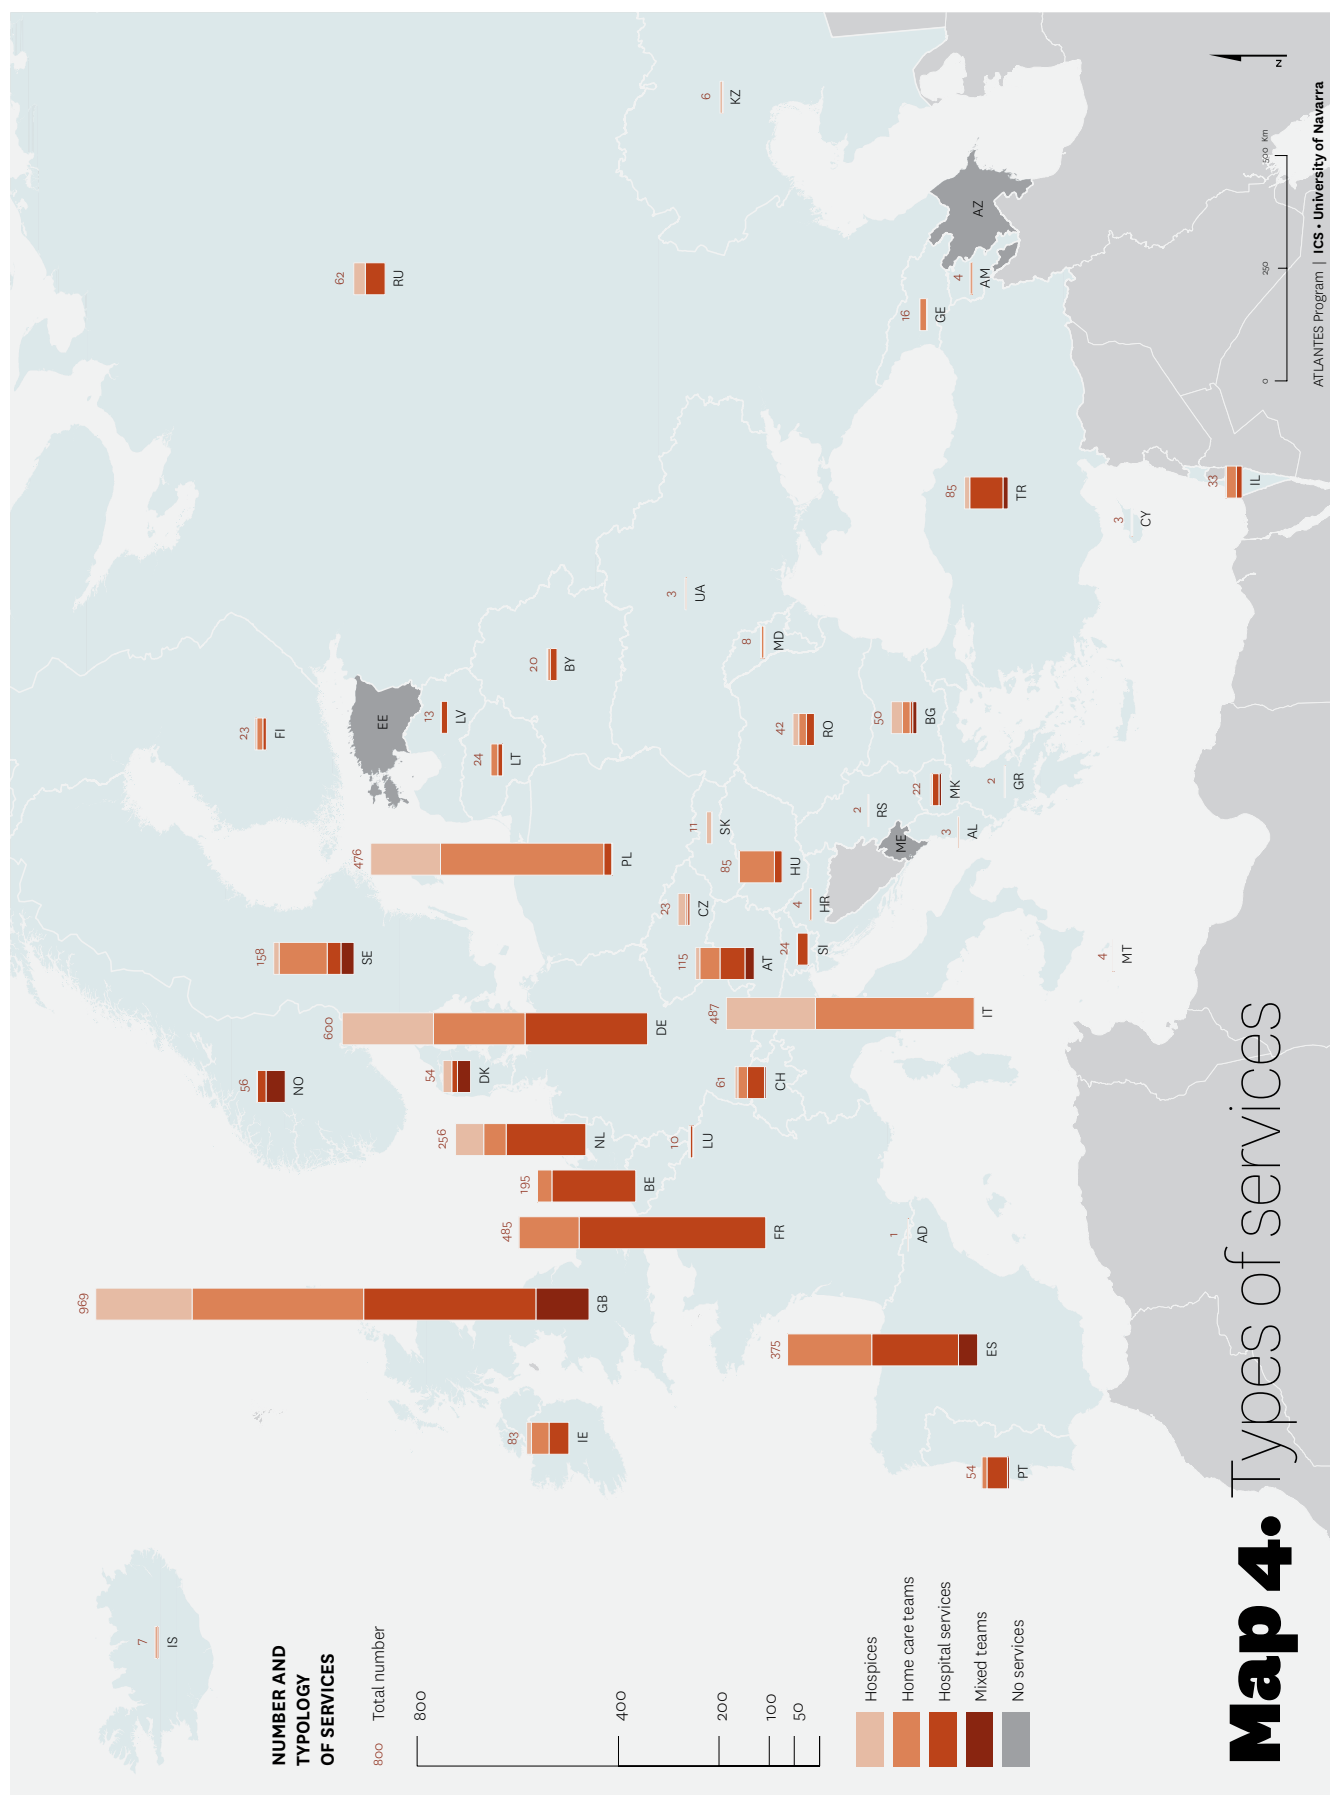 Map 4. Types of services
NUMBER AND
TYPOLOGY
OF SERVICES
800 Total number
800
400
200
100
50
Hospices
Home care teams
Hospital services
Mixed teams
No services
7
IS
83
IE
969
GB
54
PT
375
ES
1
AD
485
FR
195
BE
256
NL
10
LU
56
NO
54
DK
61
CH
600
DE
487
IT
158
SE
115
AT
24
SI
4
MT
23
CZ
4
HR
476
PL
85
HU
11
SK
ME
3
AL
2
RS
22
MK
2
GR
23
FI
EE
13
LV
24
LT
42
RO
50
BG
20
BY
8
MD
3
UA
85
TR
3
CY
33
IL
62
RU
16
GE
4
AM
AZ
6
KZ
N
0
250
500 Km
ATLANTES Program | ICS • University of Navarra